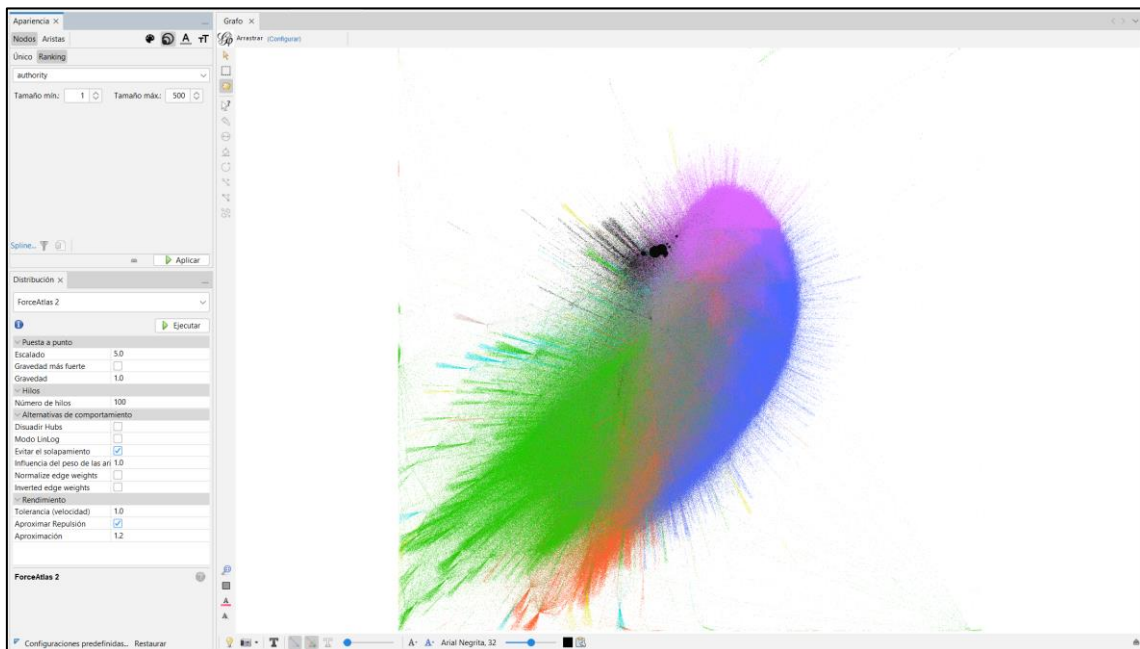 Apariencia
Nodos Aristas
Único Ranking
authority
Tamaño mín.: 1 Tamaño máx.: 500
Spline...
Aplicar
Distribución
ForceAtlas 2
Ejecutar
Puesta a punto
Escalado 5.0
Gravedad más fuerte
Gravedad 1.0
Hilos
Número de hilos 100
Alternativas de comportamiento
Disuadir Hubs
Modo LinLog
Evitar el solapamiento
Influencia del peso de las ari 1.0
Normalize edge weights
Inverted edge weights
Rendimiento
Tolerancia (velocidad) 1.0
Aproximar Repulsión
Aproximación 1.2
ForceAtlas 2
Configuraciones predefinidas... Restaurar
Grafo
Arrastrar (Configurar)
Arial Negrita, 32